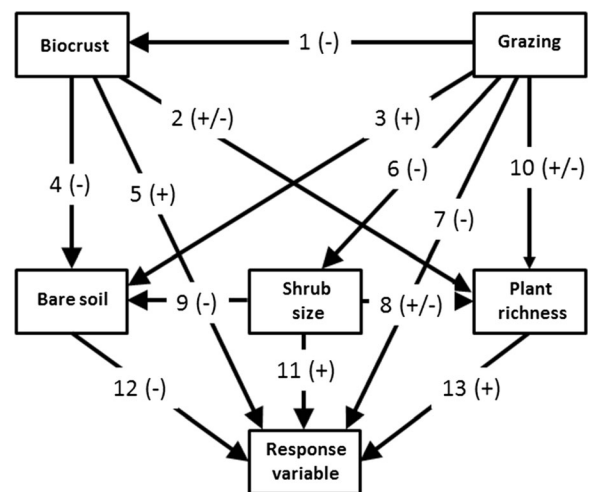 Biocrust
1 (-)
Grazing
2 (+/-)
3 (+)
4 (-)
5 (+)
6 (-)
10 (+/-)
7 (-)
Bare soil
9 (-)
Shrub
size
8 (+/-)
Plant
richness
11 (+)
12 (-)
13 (+)
Response
variable